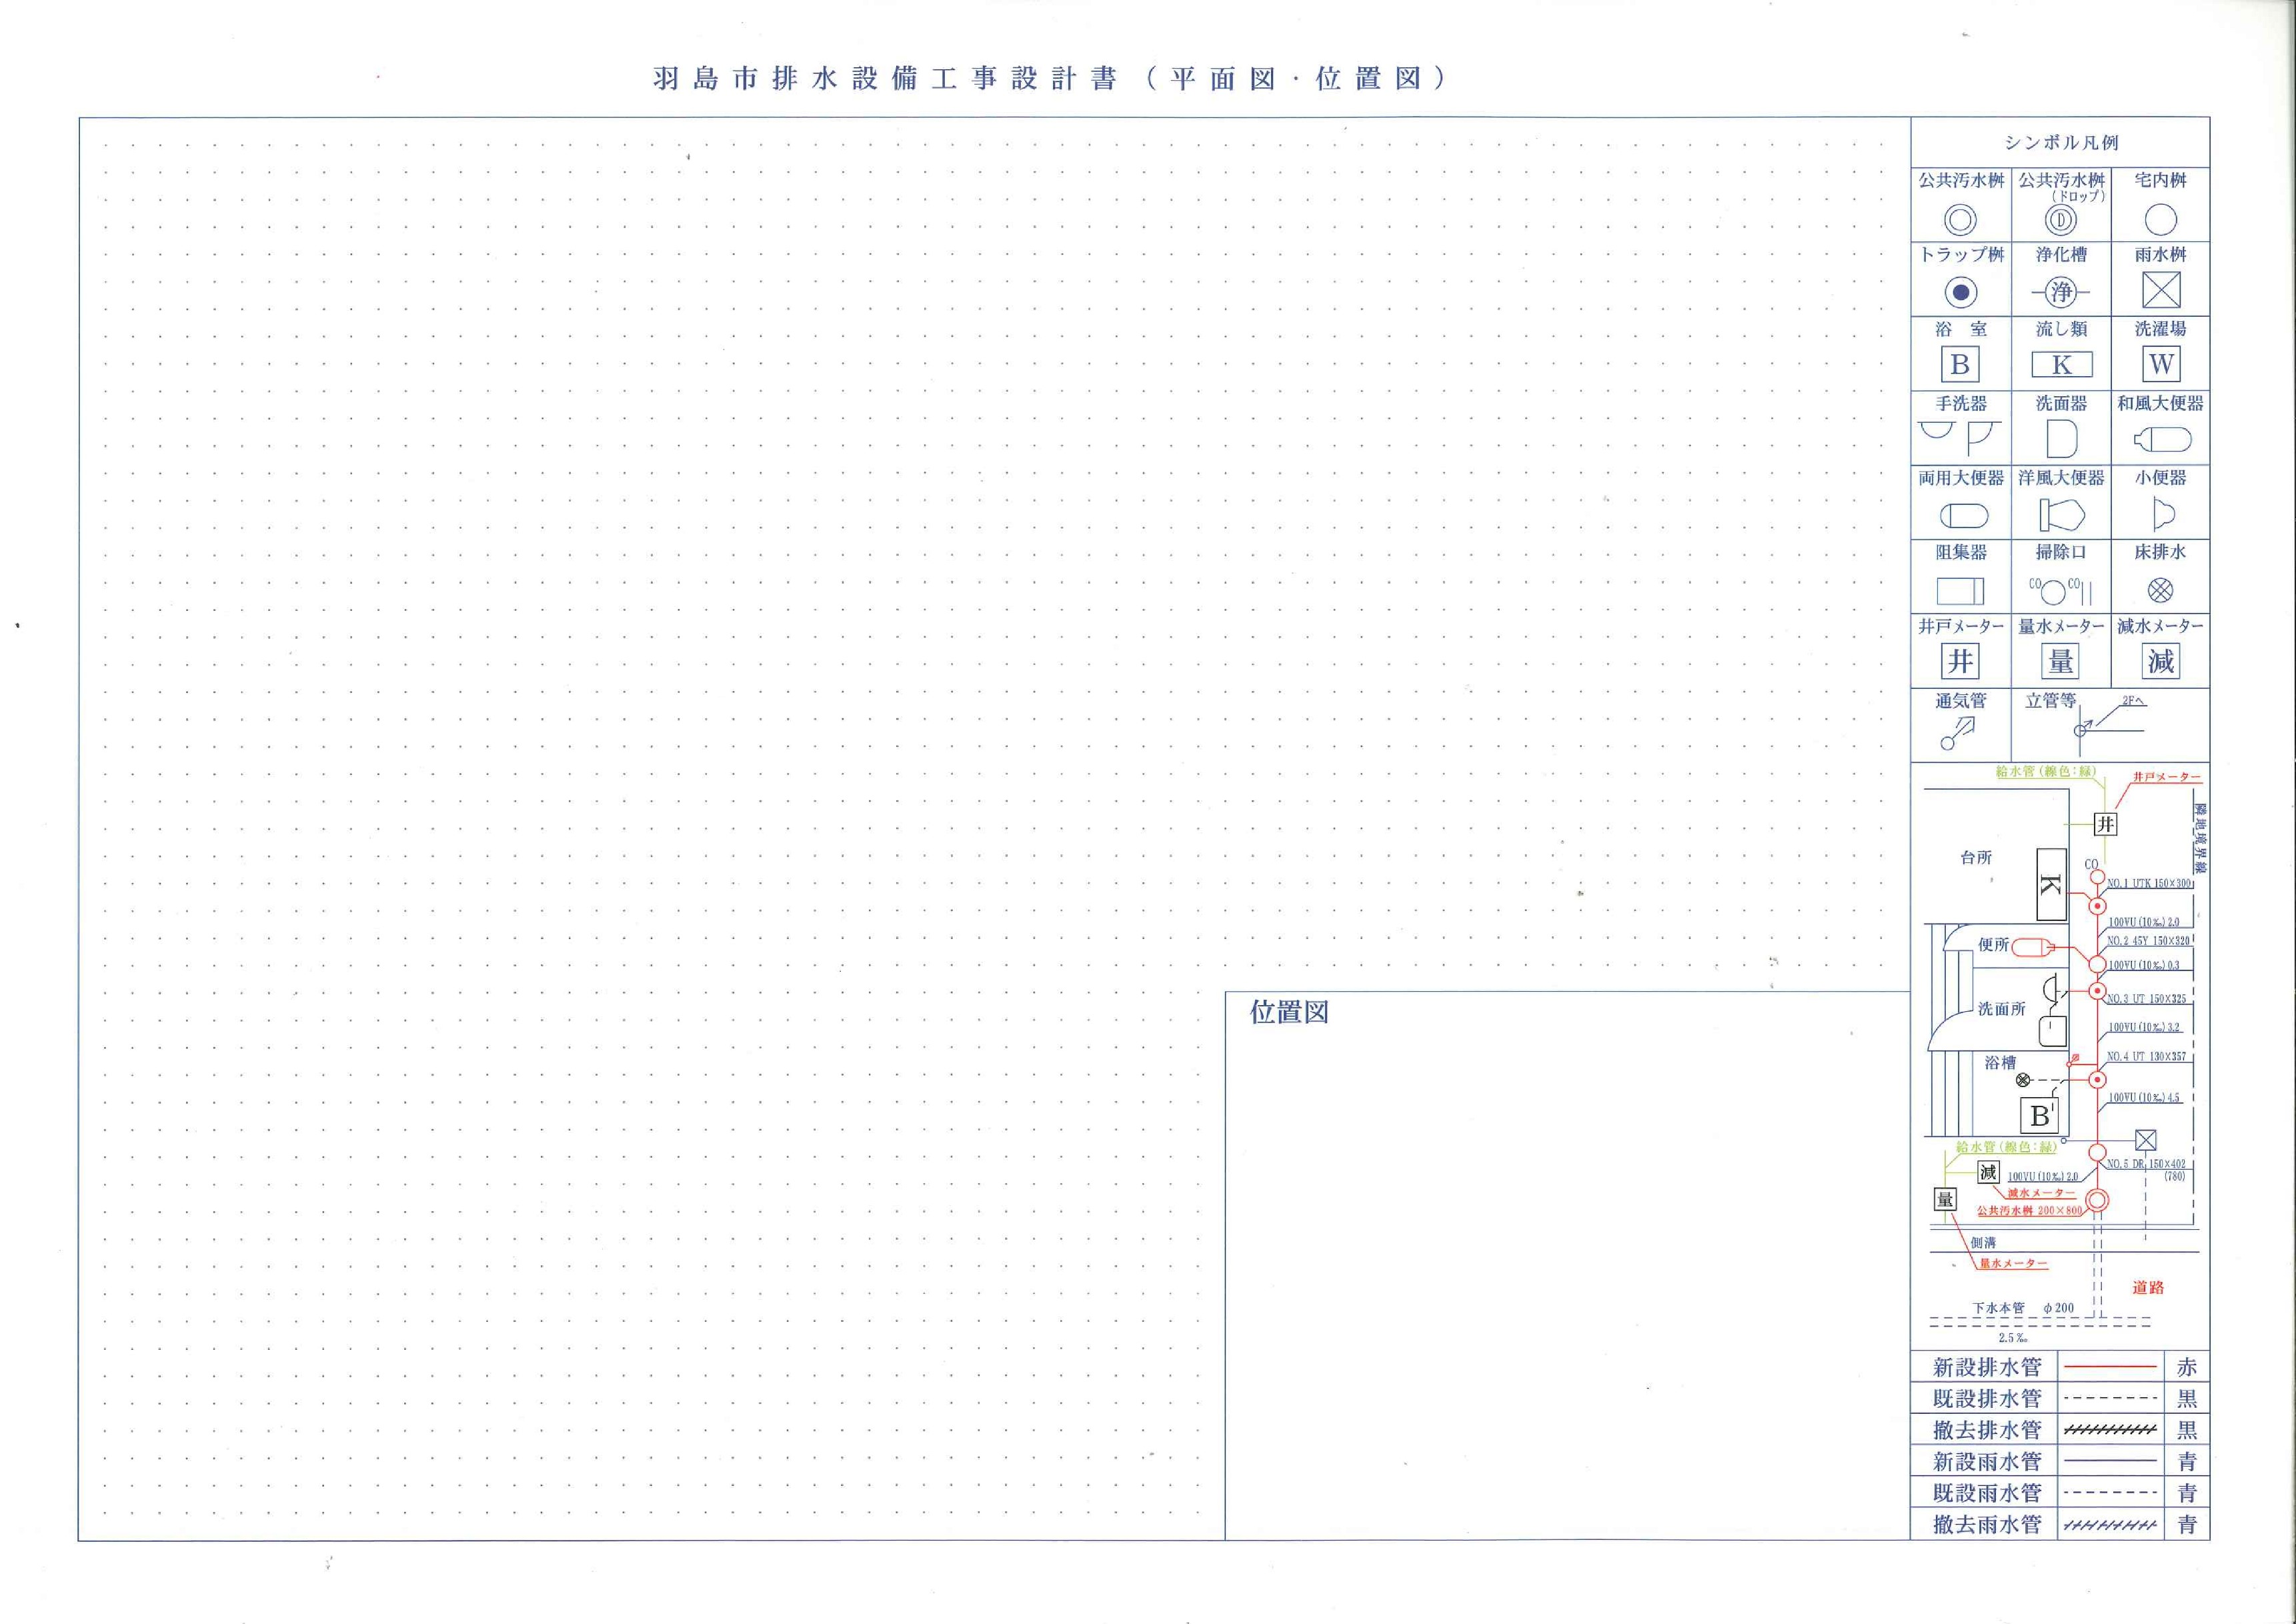 羽島市排水設備工事設計書（平面図・位置図）
シンボル凡例
公共汚水桝 公共汚水桝（ドロップ） 宅内桝
D
トラップ桝 浄化槽 雨水桝
浄
浴室 流し類 洗濯場
B K W
手洗器 洗面器 和風大便器
両用大便器 洋風大便器 小便器
阻集器 掃除口 床排水
CO CO
井戸メーター 量水メーター 減水メーター
井 量 減
通気管 立管等 2Fへ
給水管（線色：緑） 井戸メーター
隣地境界線
井
台所
K
CO
NO.1 UTK 150×300
100VU(10‰)2.0
便所
NO.2 45Y 150×320
100VU(10‰)0.3
NO.3 UT 150×325
洗面所
100VU(10‰)3.2
NO.4 UT 130×357
浴槽
100VU(10‰)4.5
B
給水管（線色：緑）
NO.5 DR 150×402
(780)
減
100VU(10‰)2.0
減水メーター
量
公共汚水桝 200×800
側溝
量水メーター
道路
下水本管 φ200
2.5‰
位置図
新設排水管 赤
既設排水管 黒
撤去排水管 黒
新設雨水管 青
既設雨水管 青
撤去雨水管 青